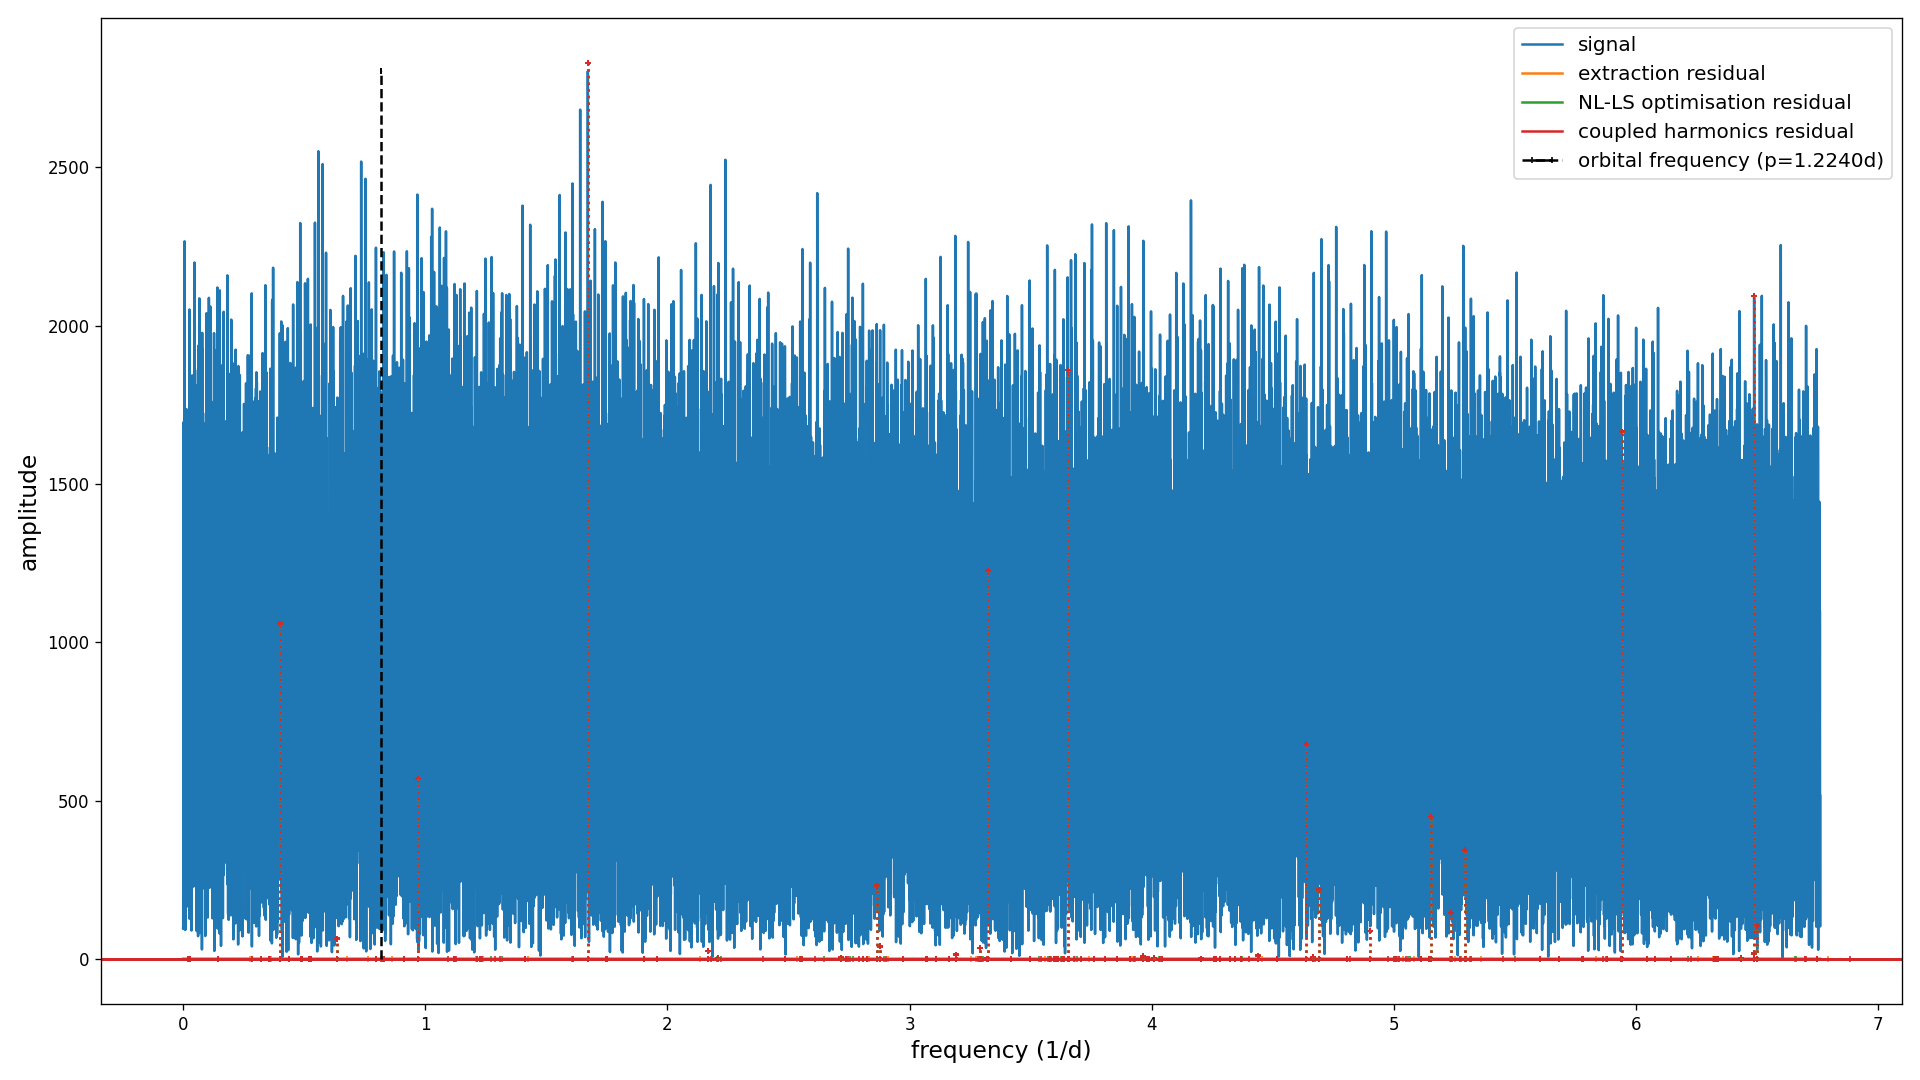 signal
extraction residual
NL-LS optimisation residual
coupled harmonics residual
orbital frequency (p=1.2240d)
amplitude
2500
2000
1500
1000
500
0
0 1 2 3 4 5 6 7
frequency (1/d)